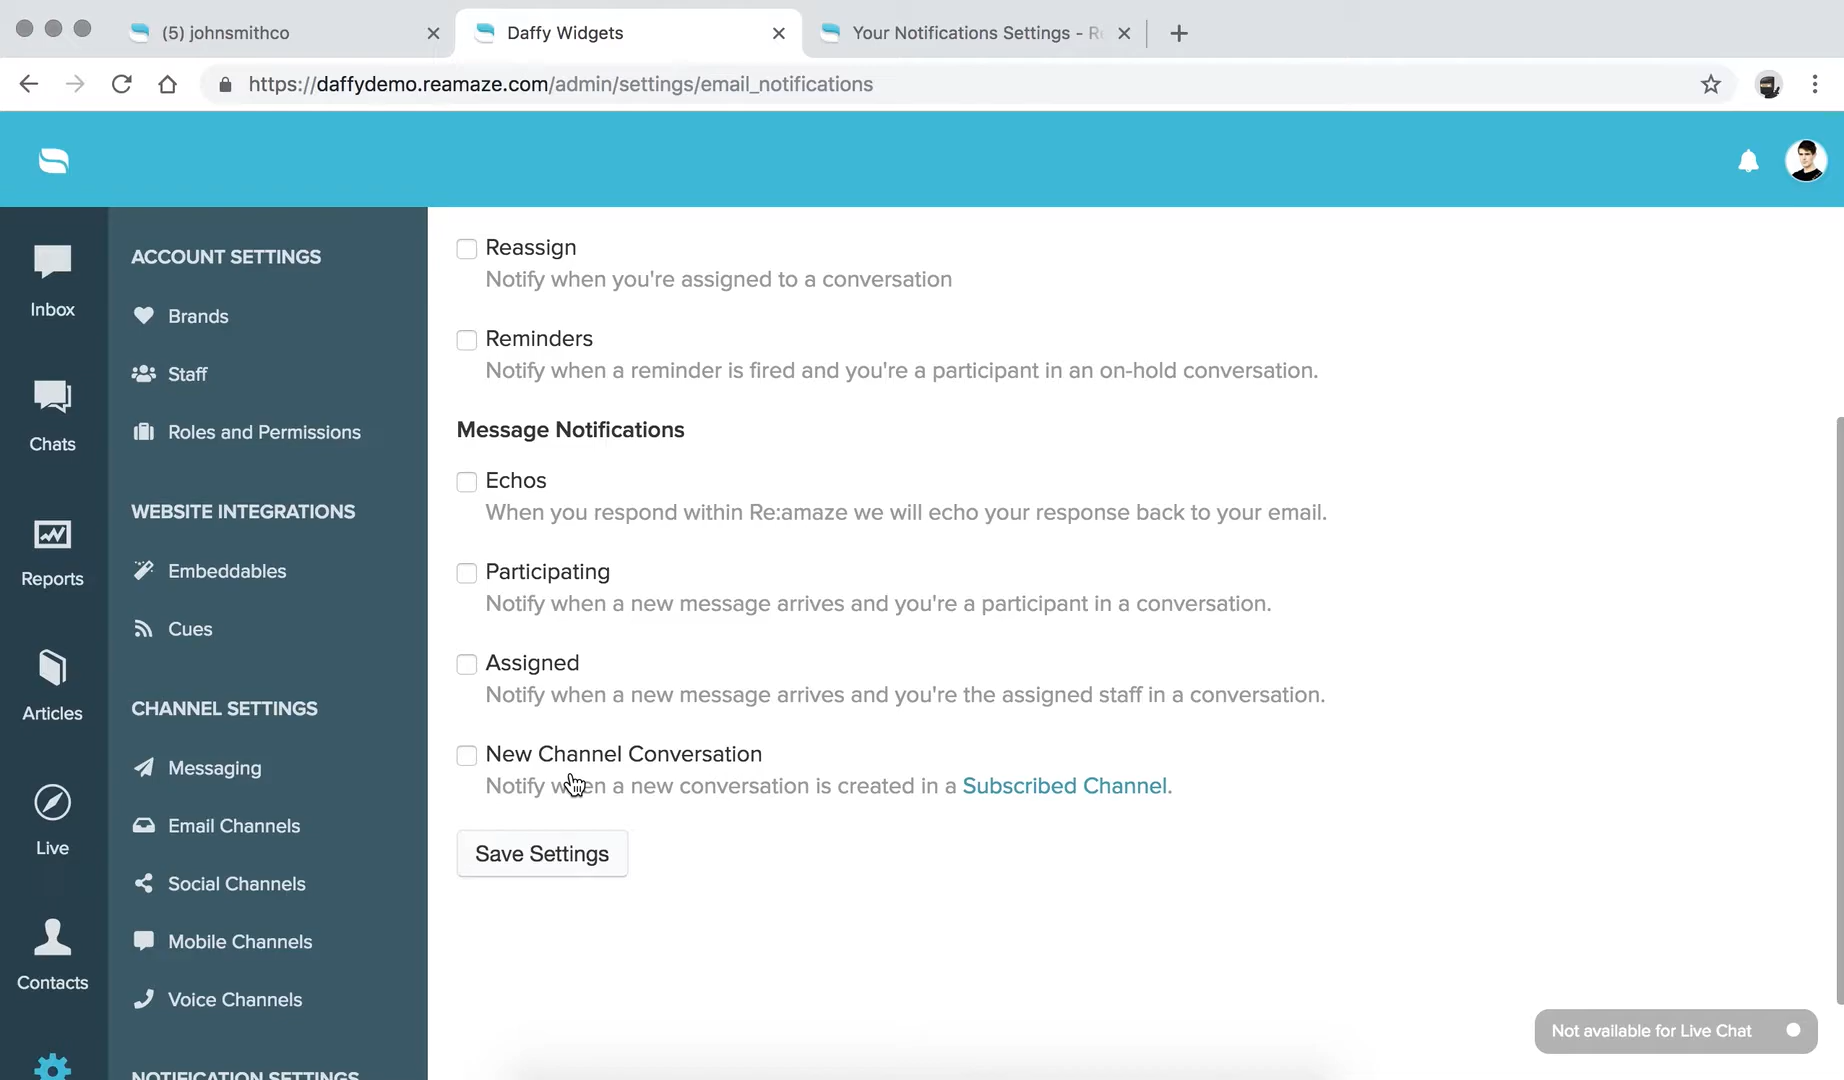 (5) johnsmithco
Daffy Widgets
Your Notifications Settings - R
https://daffydemo.reamaze.com/admin/settings/email_notifications
Inbox
Chats
Reports
Articles
Live
Contacts
ACCOUNT SETTINGS
Brands
Staff
Roles and Permissions
WEBSITE INTEGRATIONS
Embeddables
Cues
CHANNEL SETTINGS
Messaging
Email Channels
Social Channels
Mobile Channels
Voice Channels
NOTIFICATION SETTINGS
Reassign
Notify when you're assigned to a conversation
Reminders
Notify when a reminder is fired and you're a participant in an on-hold conversation.
Message Notifications
Echos
When you respond within Re:amaze we will echo your response back to your email.
Participating
Notify when a new message arrives and you're a participant in a conversation.
Assigned
Notify when a new message arrives and you're the assigned staff in a conversation.
New Channel Conversation
Notify when a new conversation is created in a Subscribed Channel.
Save Settings
Not available for Live Chat